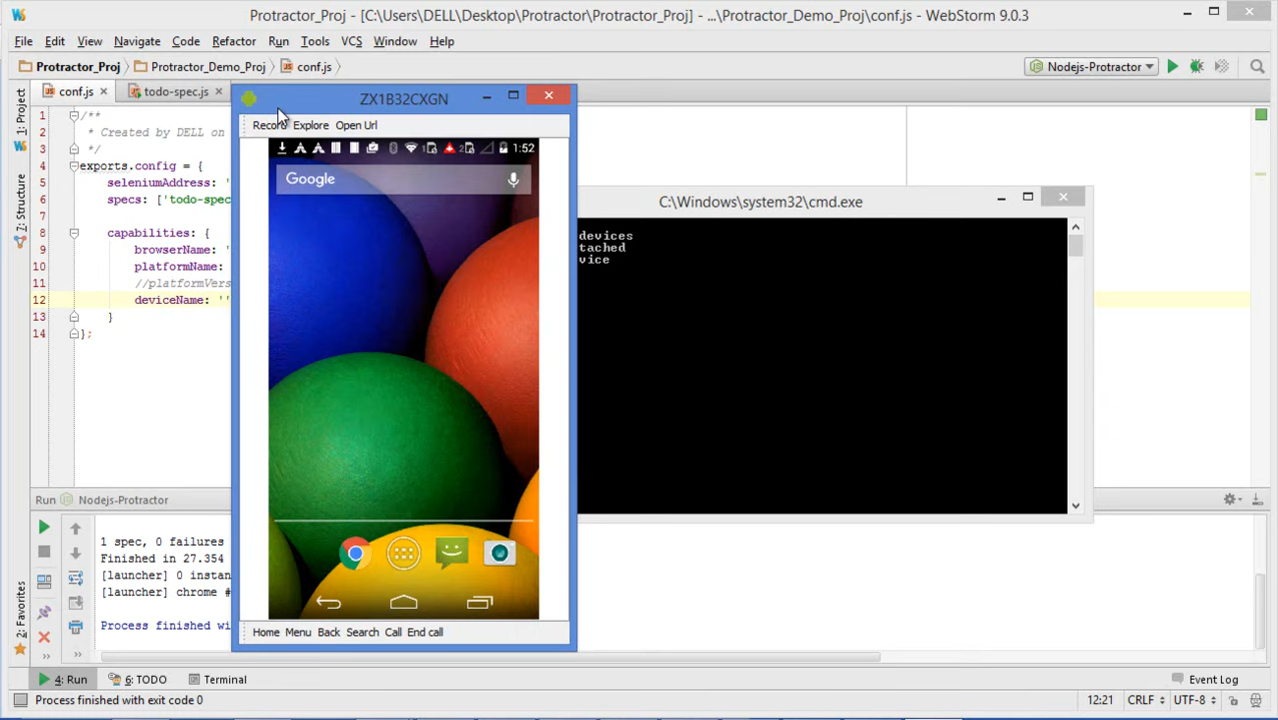 Protractor_Proj - [C:\Users\DELL\Desktop\Protractor\Protractor_Proj] - ...\Protractor_Demo_Proj\conf.js - WebStorm 9.0.3
File Edit View Navigate Code Refactor Run Tools VCS Window Help
Protractor_Proj Protractor_Demo_Proj conf.js Nodejs-Protractor
conf.js todo-spec.js
1: Project
7: Structure
2: Favorites
1 /**
2 * Created by DELL on
3 */
4 exports.config = {
5 seleniumAddress: '
6 specs: ['todo-spe
7
8 capabilities: {
9 browserName: '
10 platformName:
11 //platformVers
12 deviceName: ''
13 }
14 };
ZX1B32CXGN
Record Explore Open Url
1:52
Google
Home Menu Back Search Call End call
C:\Windows\system32\cmd.exe
devices
tached
vice
Run Nodejs-Protractor
1 spec, 0 failures
Finished in 27.354
[launcher] 0 instan
[launcher] chrome #
Process finished wi
4: Run 6: TODO Terminal Event Log
Process finished with exit code 0 12:21 CRLF UTF-8